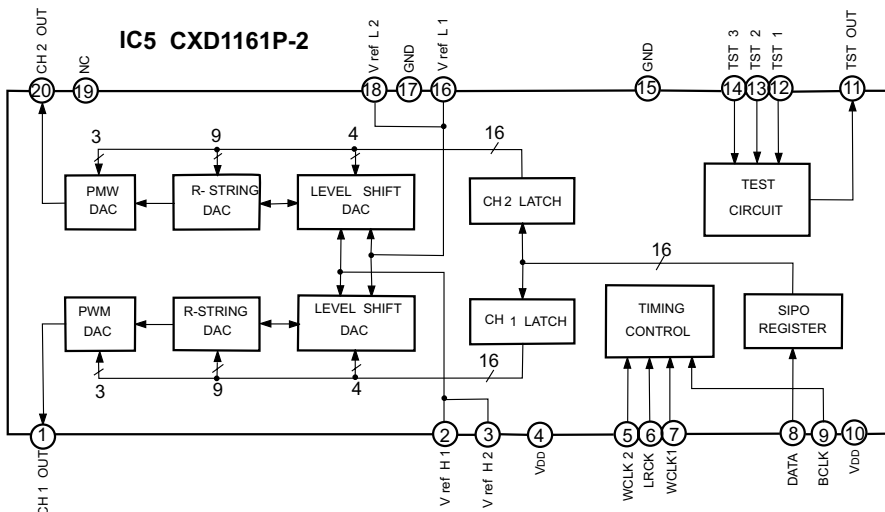 IC5 CXD1161P-2
CH 2 OUT
NC
V ref L 2
GND
V ref L 1
GND
TST 3
TST 2
TST 1
TST OUT
20
19
18
17
16
15
14
13
12
11
3
9
4
16
PMW
DAC
R- STRING
DAC
LEVEL SHIFT
DAC
CH 2 LATCH
TEST
CIRCUIT
16
PWM
DAC
R-STRING
DAC
LEVEL SHIFT
DAC
CH 1 LATCH
TIMING
CONTROL
SIPO
REGISTER
3
9
4
16
1
2
3
4
5
6
7
8
9
10
CH 1 OUT
V ref H 1
V ref H 2
VDD
WCLK 2
LRCK
WCLK1
DATA
BCLK
VDD